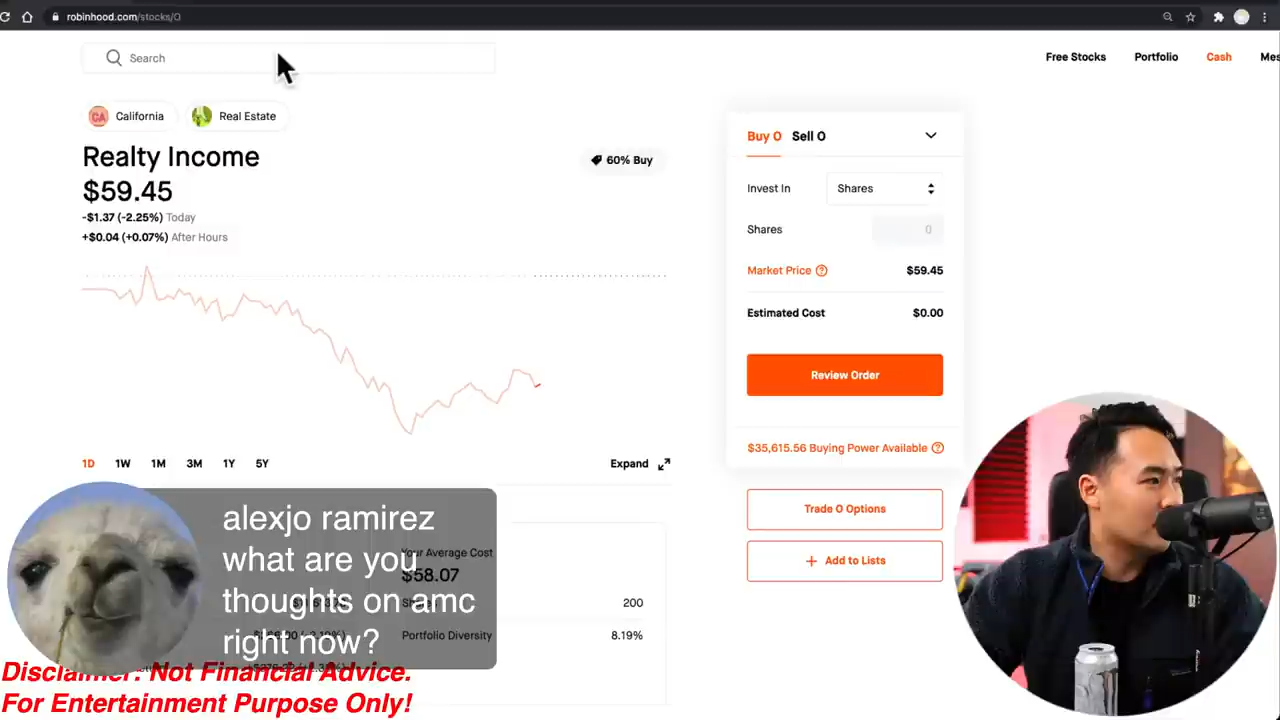 robinhood.com/stocks/O
Search
Free Stocks
Portfolio
Cash
Mes
CA
California
Real Estate
Realty Income
$59.45
-$1.37 (-2.25%) Today
+$0.04 (+0.07%) After Hours
60% Buy
Buy O
Sell O
Invest In
Shares
Shares
0
Market Price
$59.45
Estimated Cost
$0.00
Review Order
$35,615.56 Buying Power Available
Trade O Options
+ Add to Lists
1D
1W
1M
3M
1Y
5Y
Expand
alexjo ramirez
what are you
thoughts on amc
right now?
Your Average Cost
$58.07
200
Portfolio Diversity
8.19%
Disclaimer: Not Financial Advice.
For Entertainment Purpose Only!